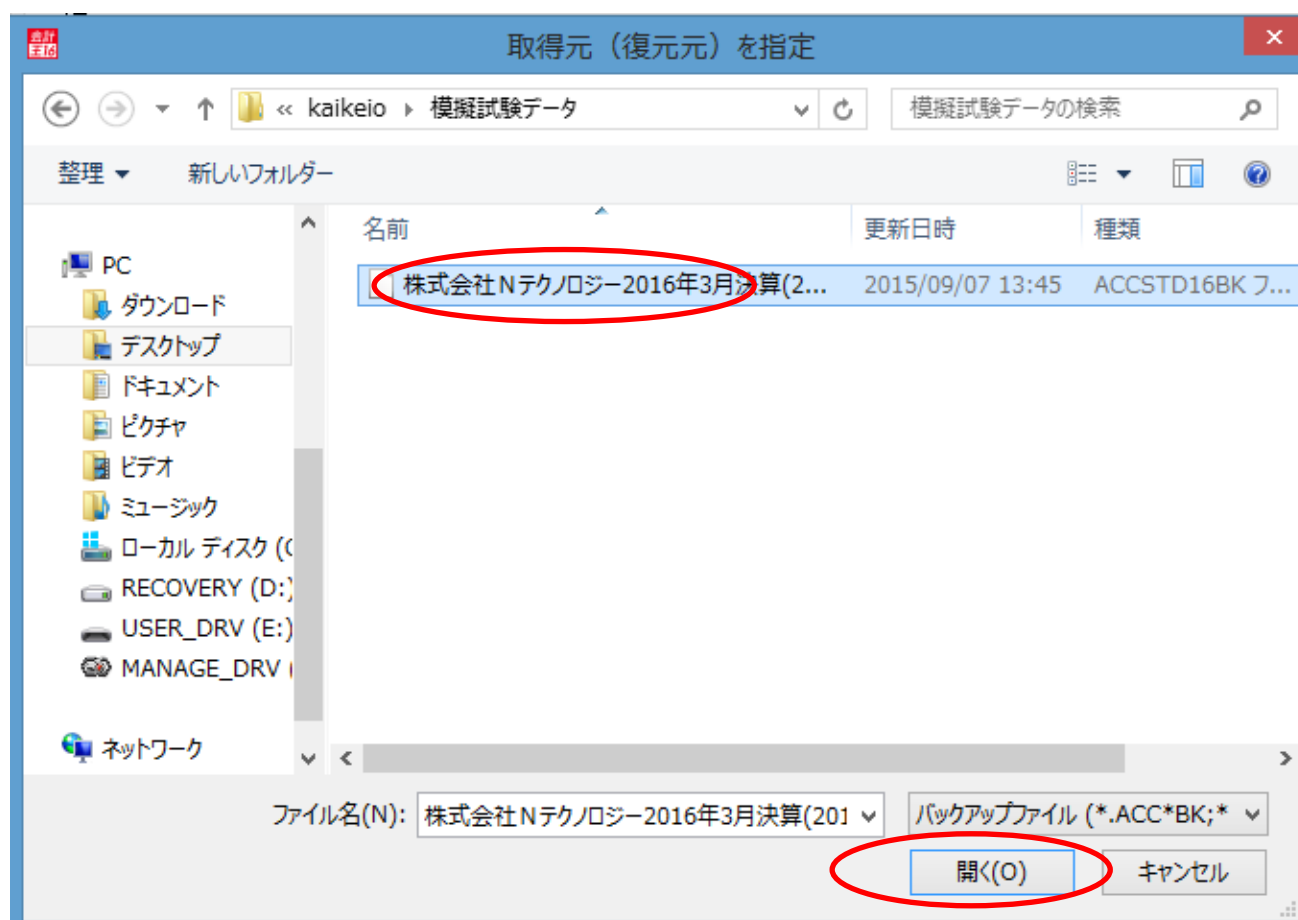 会計
王16
取得元（復元元）を指定
« kaikeio 模擬試験データ
模擬試験データの検索
整理
新しいフォルダー
名前
更新日時
種類
株式会社Nテクノロジー2016年3月決算(2...
2015/09/07 13:45
ACCSTD16BK フ...
PC
ダウンロード
デスクトップ
ドキュメント
ピクチャ
ビデオ
ミュージック
ローカル ディスク (C
RECOVERY (D:)
USER_DRV (E:)
MANAGE_DRV (
ネットワーク
ファイル名(N):
株式会社Nテクノロジー2016年3月決算(201
バックアップファイル (*.ACC*BK;*
開く(O)
キャンセル